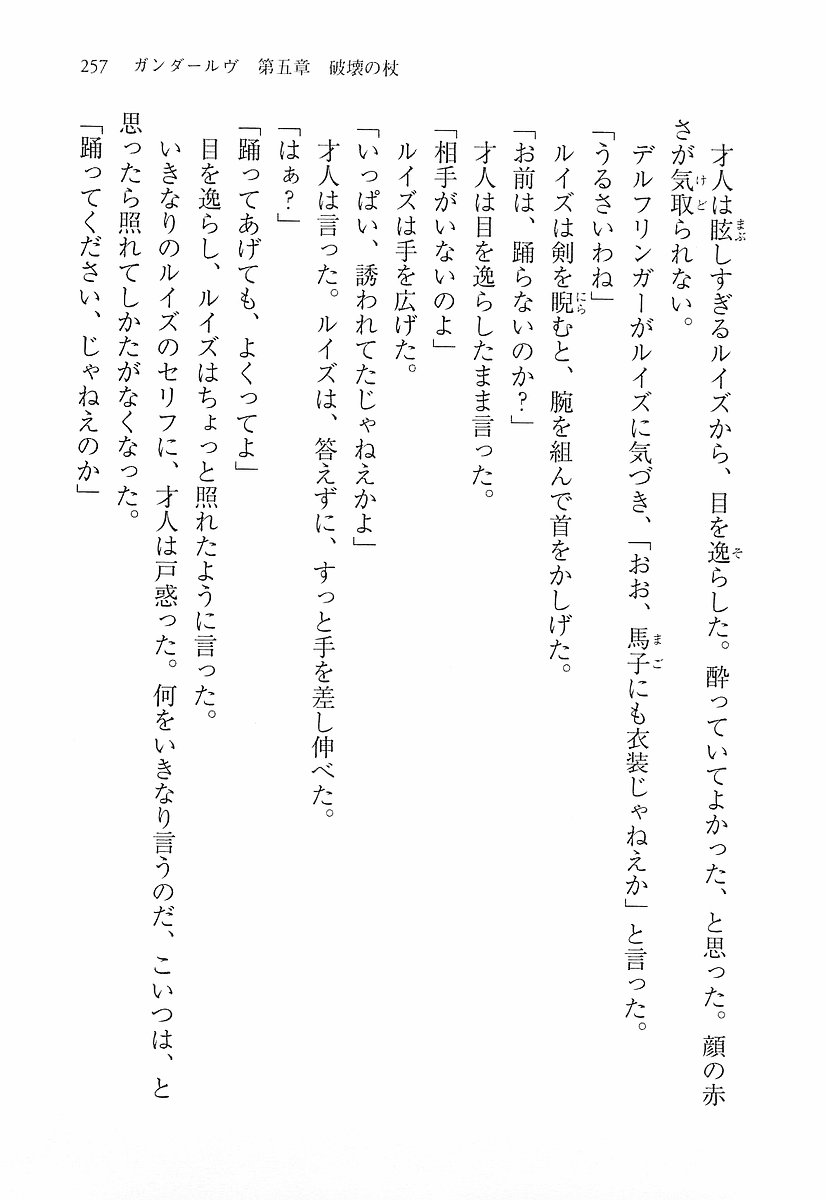 257　ガンダールヴ　第五章　破壊の杖
　才人は眩しすぎるルイズから、目を逸らした。酔っていてよかった、と思った。顔の赤
さが気取られない。
　デルフリンガーがルイズに気づき、「おお、馬子にも衣装じゃねえか」と言った。
「うるさいわね」
　ルイズは剣を睨むと、腕を組んで首をかしげた。
「お前は、踊らないのか？」
　才人は目を逸らしたまま言った。
「相手がいないのよ」
　ルイズは手を広げた。
「いっぱい、誘われてたじゃねえかよ」
　才人は言った。ルイズは、答えずに、すっと手を差し伸べた。
「はぁ？」
「踊ってあげても、よくってよ」
　目を逸らし、ルイズはちょっと照れたように言った。
　いきなりのルイズのセリフに、才人は戸惑った。何をいきなり言うのだ、こいつは、と
思ったら照れてしかたがなくなった。
「踊ってください、じゃねえのか」